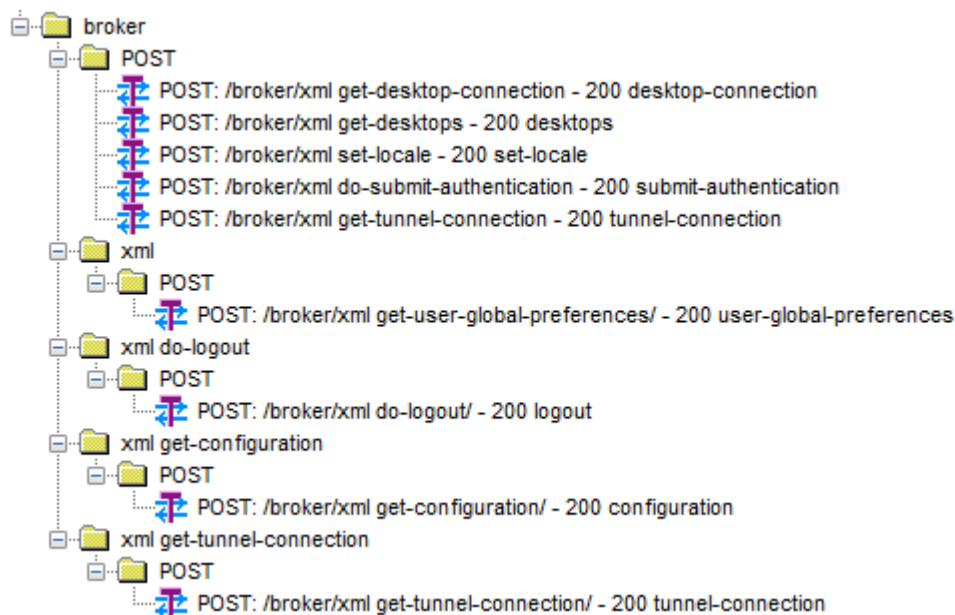 broker
POST
POST: /broker/xml get-desktop-connection - 200 desktop-connection
POST: /broker/xml get-desktops - 200 desktops
POST: /broker/xml set-locale - 200 set-locale
POST: /broker/xml do-submit-authentication - 200 submit-authentication
POST: /broker/xml get-tunnel-connection - 200 tunnel-connection
xml
POST
POST: /broker/xml get-user-global-preferences/ - 200 user-global-preferences
xml do-logout
POST
POST: /broker/xml do-logout/ - 200 logout
xml get-configuration
POST
POST: /broker/xml get-configuration/ - 200 configuration
xml get-tunnel-connection
POST
POST: /broker/xml get-tunnel-connection/ - 200 tunnel-connection